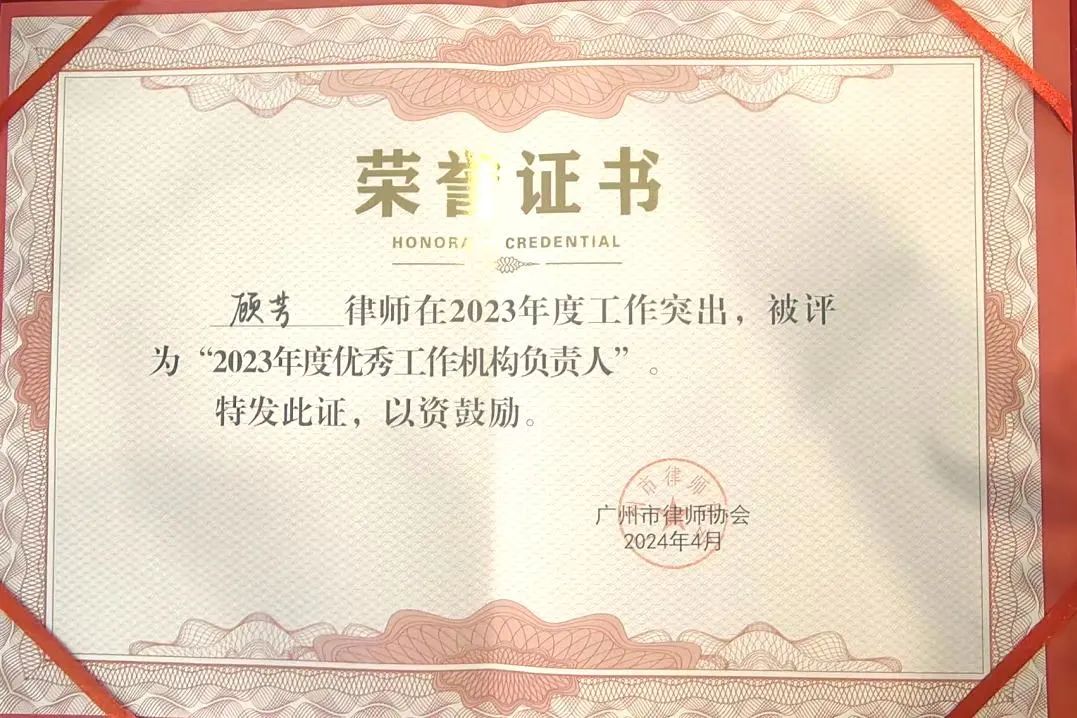 荣誉证书
HONORA CREDENTIAL
顾芳 律师在2023年度工作突出，被评
为“2023年度优秀工作机构负责人”。
特发此证，以资鼓励。
市律师
广州市律师协会
2024年4月